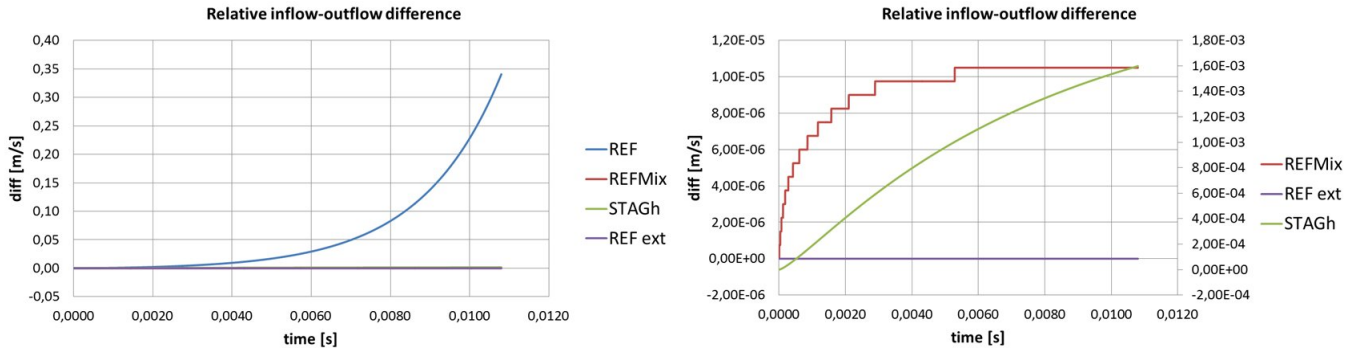 Relative inflow-outflow difference
diff [m/s]
0,40
0,35
0,30
0,25
0,20
0,15
0,10
0,05
0,00
-0,05
0,0000 0,0020 0,0040 0,0060 0,0080 0,0100 0,0120
time [s]
REF
REFMix
STAGh
REF ext
Relative inflow-outflow difference
diff [m/s]
1,20E-05
1,00E-05
8,00E-06
6,00E-06
4,00E-06
2,00E-06
0,00E+00
-2,00E-06
1,80E-03
1,60E-03
1,40E-03
1,20E-03
1,00E-03
8,00E-04
6,00E-04
4,00E-04
2,00E-04
0,00E+00
-2,00E-04
0,0000 0,0020 0,0040 0,0060 0,0080 0,0100 0,0120
time [s]
REFMix
REF ext
STAGh